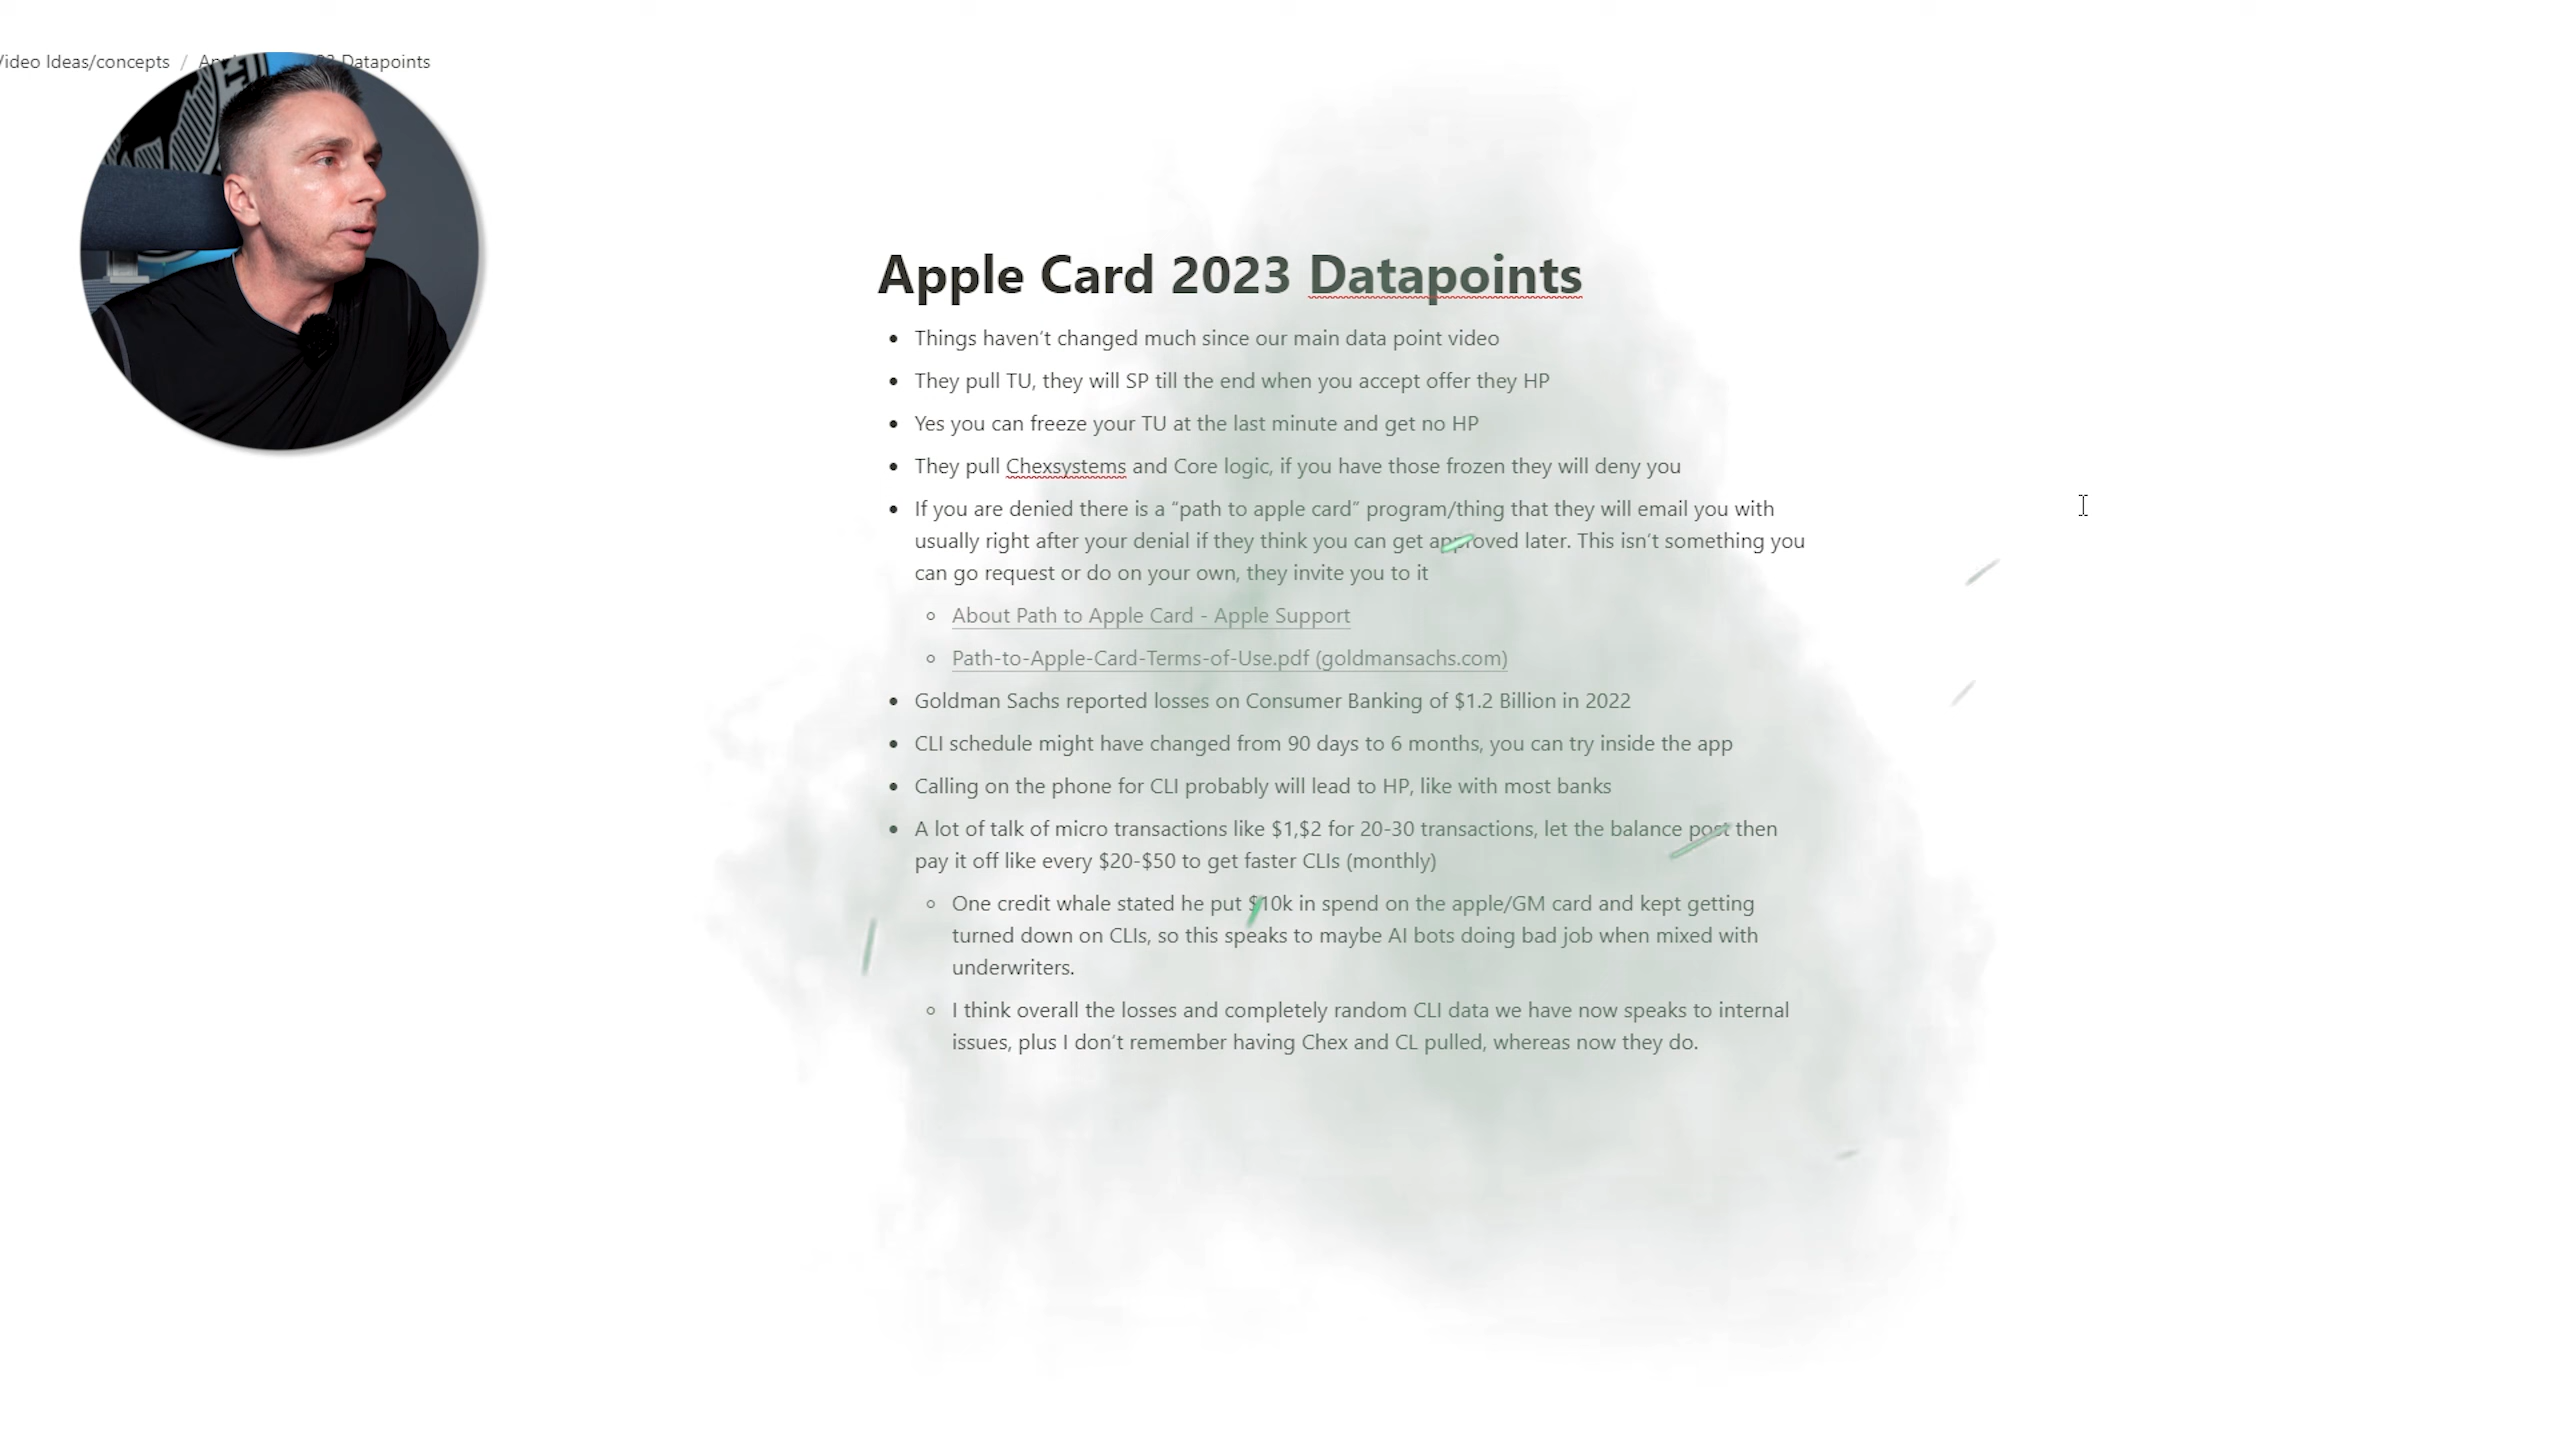 Video Ideas/concepts / Datapoints
Apple Card 2023 Datapoints
Things haven't changed much since our main data point video
They pull TU, they will SP till the end when you accept offer they HP
Yes you can freeze your TU at the last minute and get no HP
They pull Chexsystems and Core logic, if you have those frozen they will deny you
If you are denied there is a "path to apple card" program/thing that they will email you with
usually right after your denial if they think you can get approved later. This isn't something you
can go request or do on your own, they invite you to it
About Path to Apple Card - Apple Support
Path-to-Apple-Card-Terms-of-Use.pdf (goldmansachs.com)
Goldman Sachs reported losses on Consumer Banking of $1.2 Billion in 2022
CLI schedule might have changed from 90 days to 6 months, you can try inside the app
Calling on the phone for CLI probably will lead to HP, like with most banks
A lot of talk of micro transactions like $1,$2 for 20-30 transactions, let the balance post then
pay it off like every $20-$50 to get faster CLIs (monthly)
One credit whale stated he put $10k in spend on the apple/GM card and kept getting
turned down on CLIs, so this speaks to maybe AI bots doing bad job when mixed with
underwriters.
I think overall the losses and completely random CLI data we have now speaks to internal
issues, plus I don't remember having Chex and CL pulled, whereas now they do.